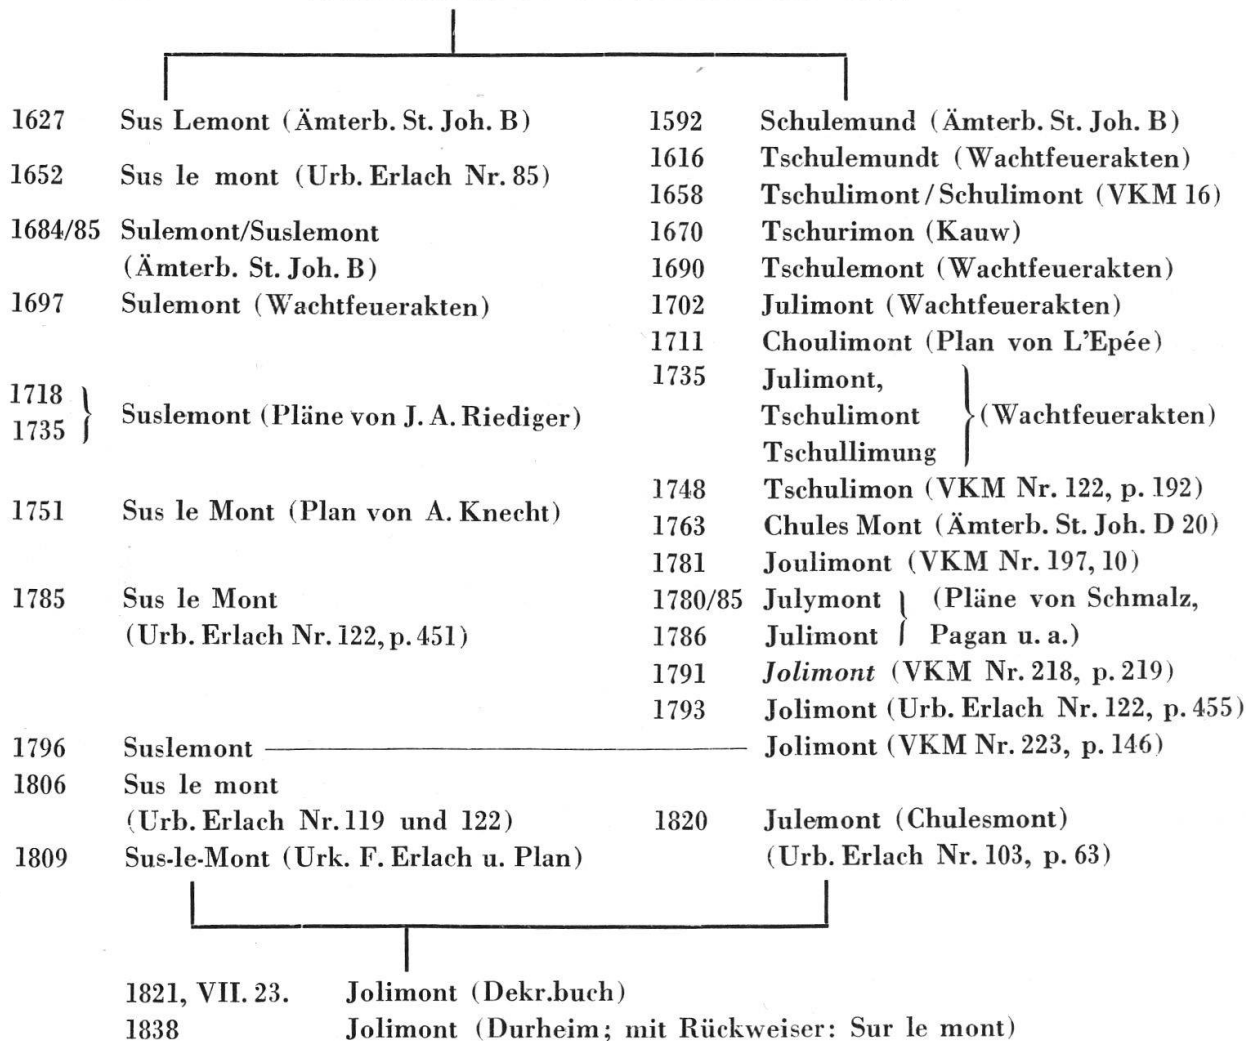 1627 Sus Lemont (Ämterb. St. Joh. B)
1652 Sus le mont (Urb. Erlach Nr. 85)
1684/85 Sulemont/Suslemont
(Ämterb. St. Joh. B)
1697 Sulemont (Wachtfeuerakten)
1718
1735 Suslemont (Pläne von J. A. Riediger)
1751 Sus le Mont (Plan von A. Knecht)
1785 Sus le Mont
(Urb. Erlach Nr. 122, p. 451)
1796 Suslemont
1806 Sus le mont
(Urb. Erlach Nr. 119 und 122)
1809 Sus-le-Mont (Urk. F. Erlach u. Plan)
1592 Schulemund (Ämterb. St. Joh. B)
1616 Tschulemundt (Wachtfeuerakten)
1658 Tschulimont/Schulimont (VKM 16)
1670 Tschurimon (Kauw)
1690 Tschulemont (Wachtfeuerakten)
1702 Julimont (Wachtfeuerakten)
1711 Choulimont (Plan von L'Epée)
1735 Julimont,
Tschulimont (Wachtfeuerakten)
Tschullimung
1748 Tschulimon (VKM Nr. 122, p. 192)
1763 Chules Mont (Ämterb. St. Joh. D 20)
1781 Joulimont (VKM Nr. 197, 10)
1780/85 Julymont (Pläne von Schmalz,
1786 Julimont Pagan u. a.)
1791 Jolimont (VKM Nr. 218, p. 219)
1793 Jolimont (Urb. Erlach Nr. 122, p. 455)
Jolimont (VKM Nr. 223, p. 146)
1820 Julemont (Chulesmont)
(Urb. Erlach Nr. 103, p. 63)
1821, VII. 23. Jolimont (Dekr.buch)
1838 Jolimont (Durheim; mit Rückweiser: Sur le mont)